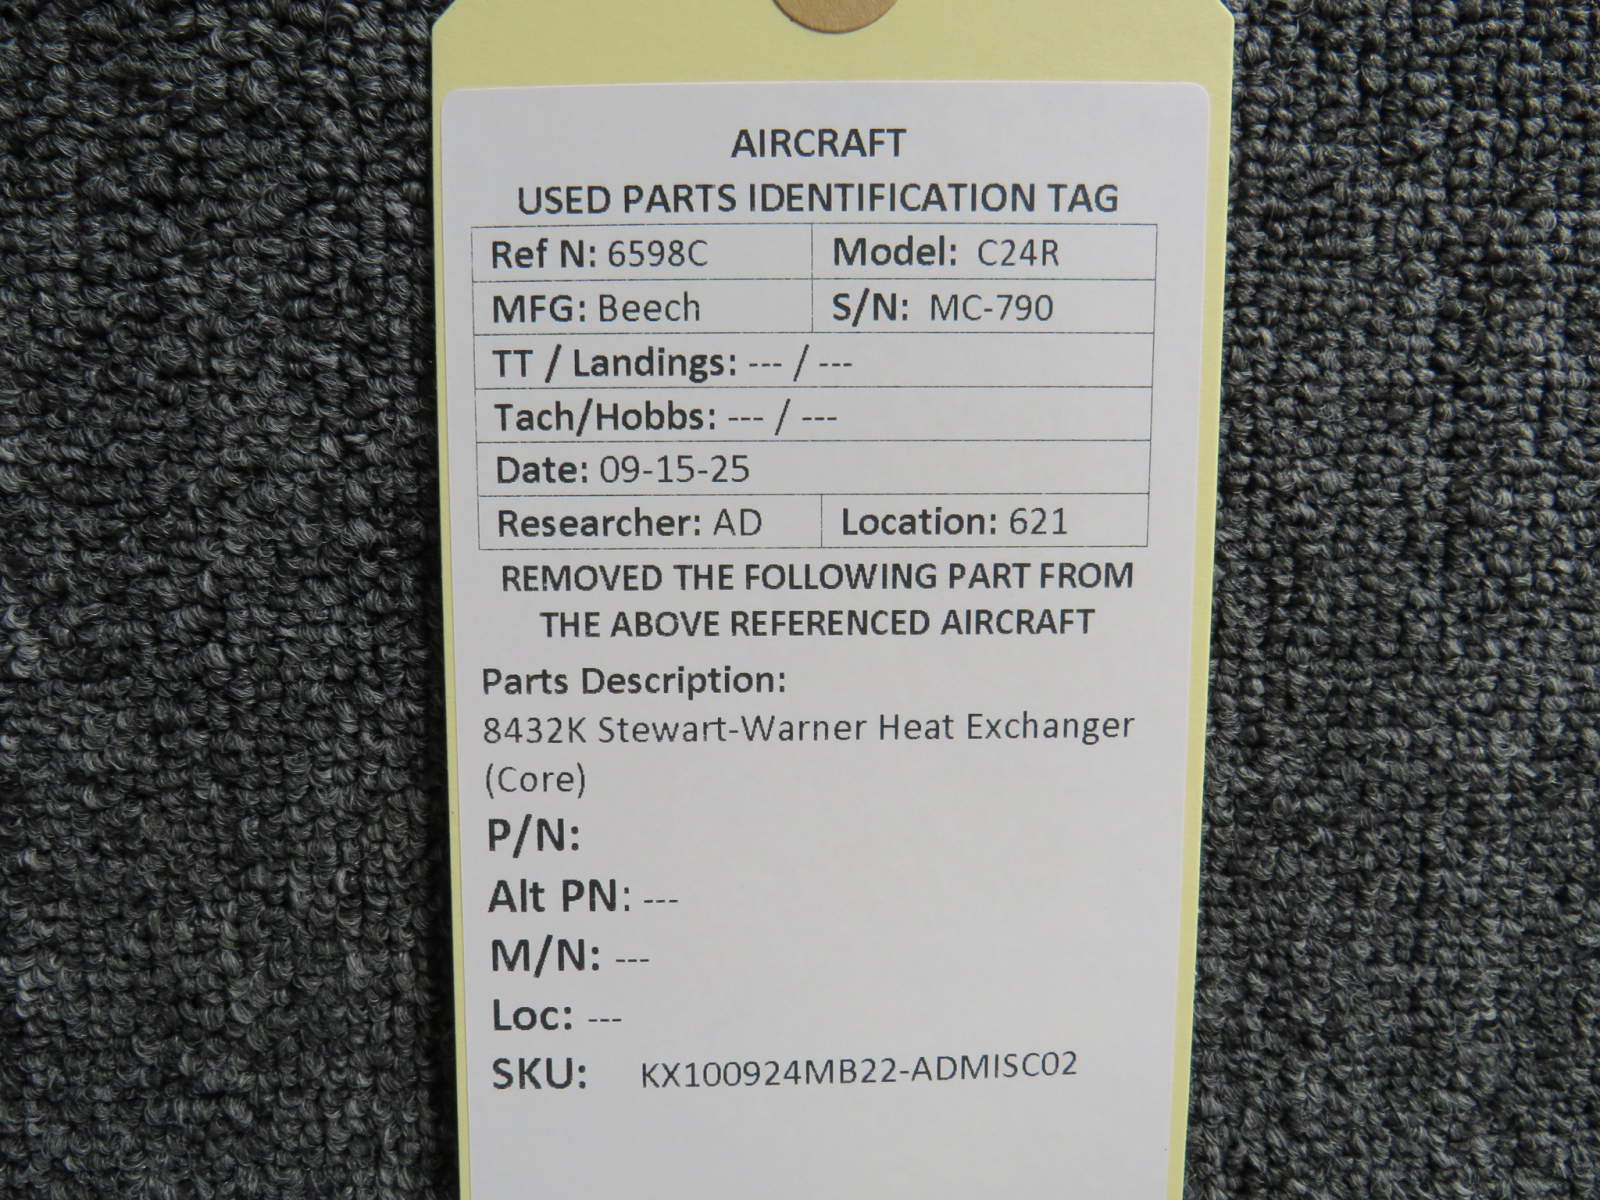 AIRCRAFT
USED PARTS IDENTIFICATION TAG
Ref N: 6598C Model: C24R
MFG: Beech S/N: MC-790
TT / Landings: --- / ---
Tach/Hobbs: --- / ---
Date: 09-15-25
Researcher: AD Location: 621
REMOVED THE FOLLOWING PART FROM
THE ABOVE REFERENCED AIRCRAFT
Parts Description:
8432K Stewart-Warner Heat Exchanger
(Core)
P/N:
Alt PN: ---
M/N: ---
Loc: ---
SKU: KX100924MB22-ADMISC02